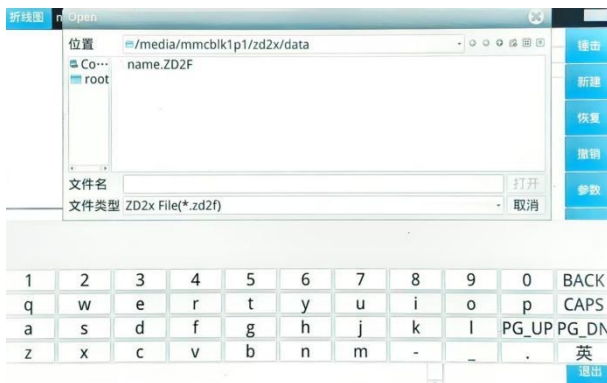 折线图 n Open
位置 /media/mmcblk1p1/zd2x/data
锤击
Co… name.ZD2F
root
新建
恢复
撤销
文件名 打开
参数
文件类型 ZD2x File(*.zd2f) 取消
1 2 3 4 5 6 7 8 9 0 BACK
q w e r t y u i o p CAPS
a s d f g h j k l PG_UP PG_DN
z x c v b n m - _ . 英
退出